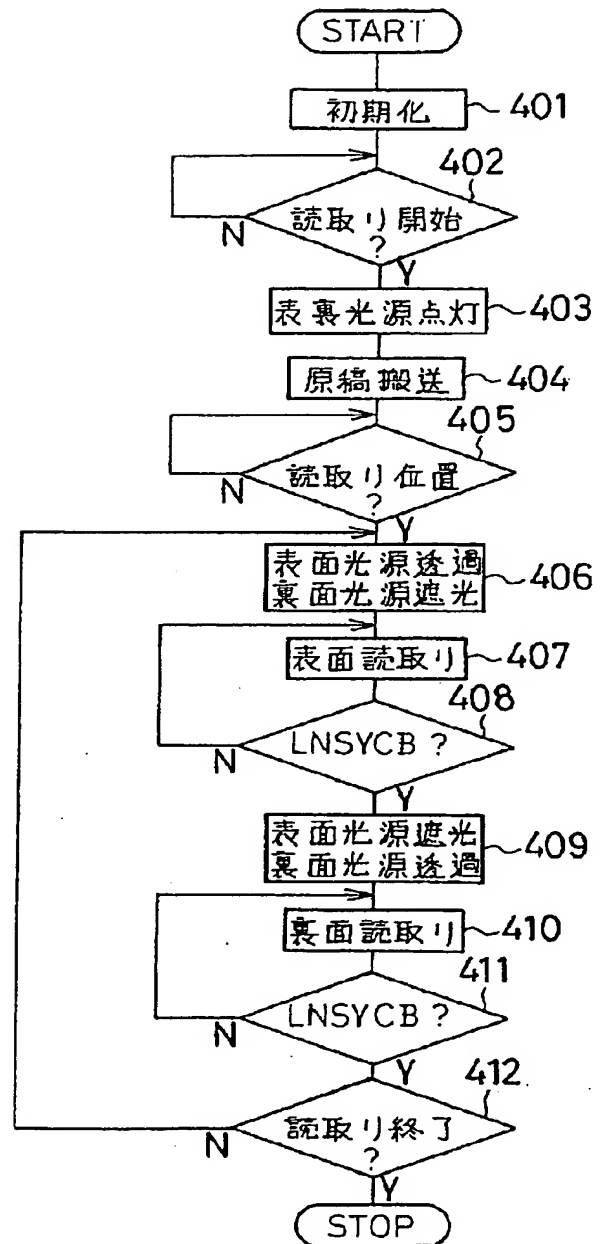 START
初期化 401
402
読取り開始
?
N
Y
表裏光源点灯 403
原稿搬送 404
405
読取り位置
?
N
Y
表面光源透過
裏面光源遮光 406
表面読取り 407
408
LNSYCB ?
N
Y
表面光源遮光
裏面光源透過 409
裏面読取り 410
411
LNSYCB ?
N
Y
412
読取り終了
?
N
Y
STOP